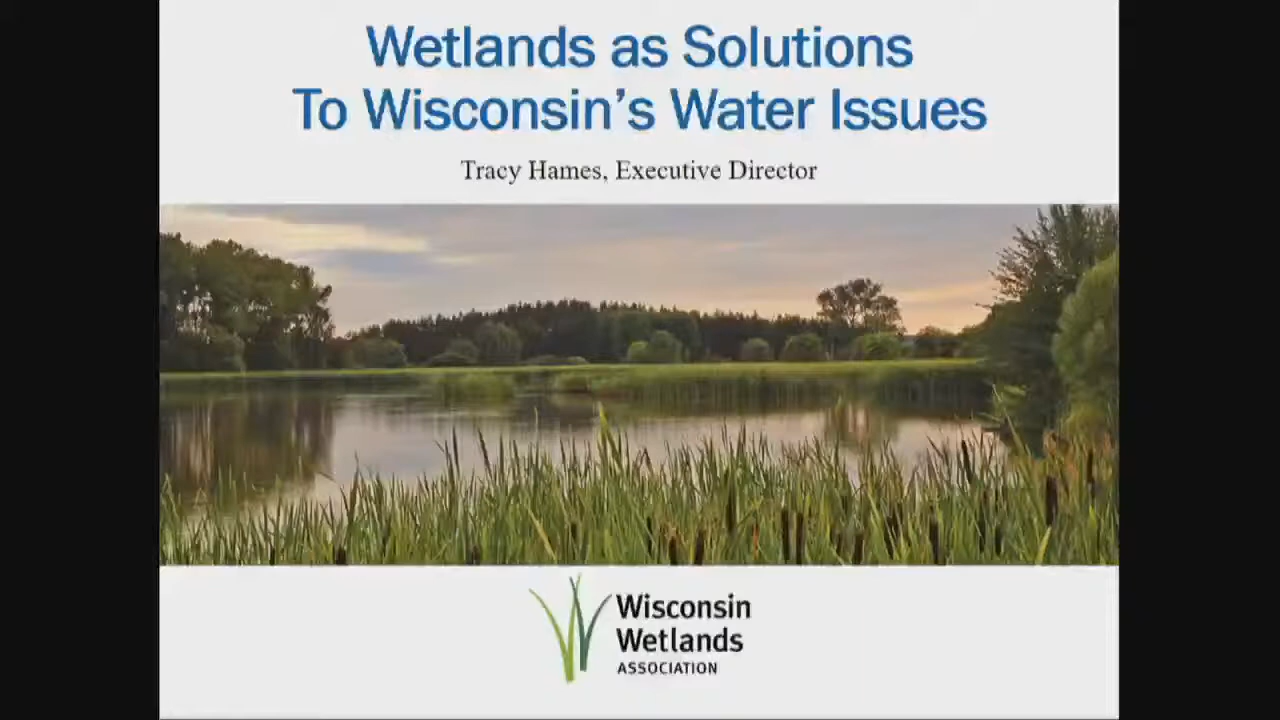 Wetlands as Solutions
To Wisconsin's Water Issues
Tracy Hames, Executive Director
Wisconsin
Wetlands
ASSOCIATION